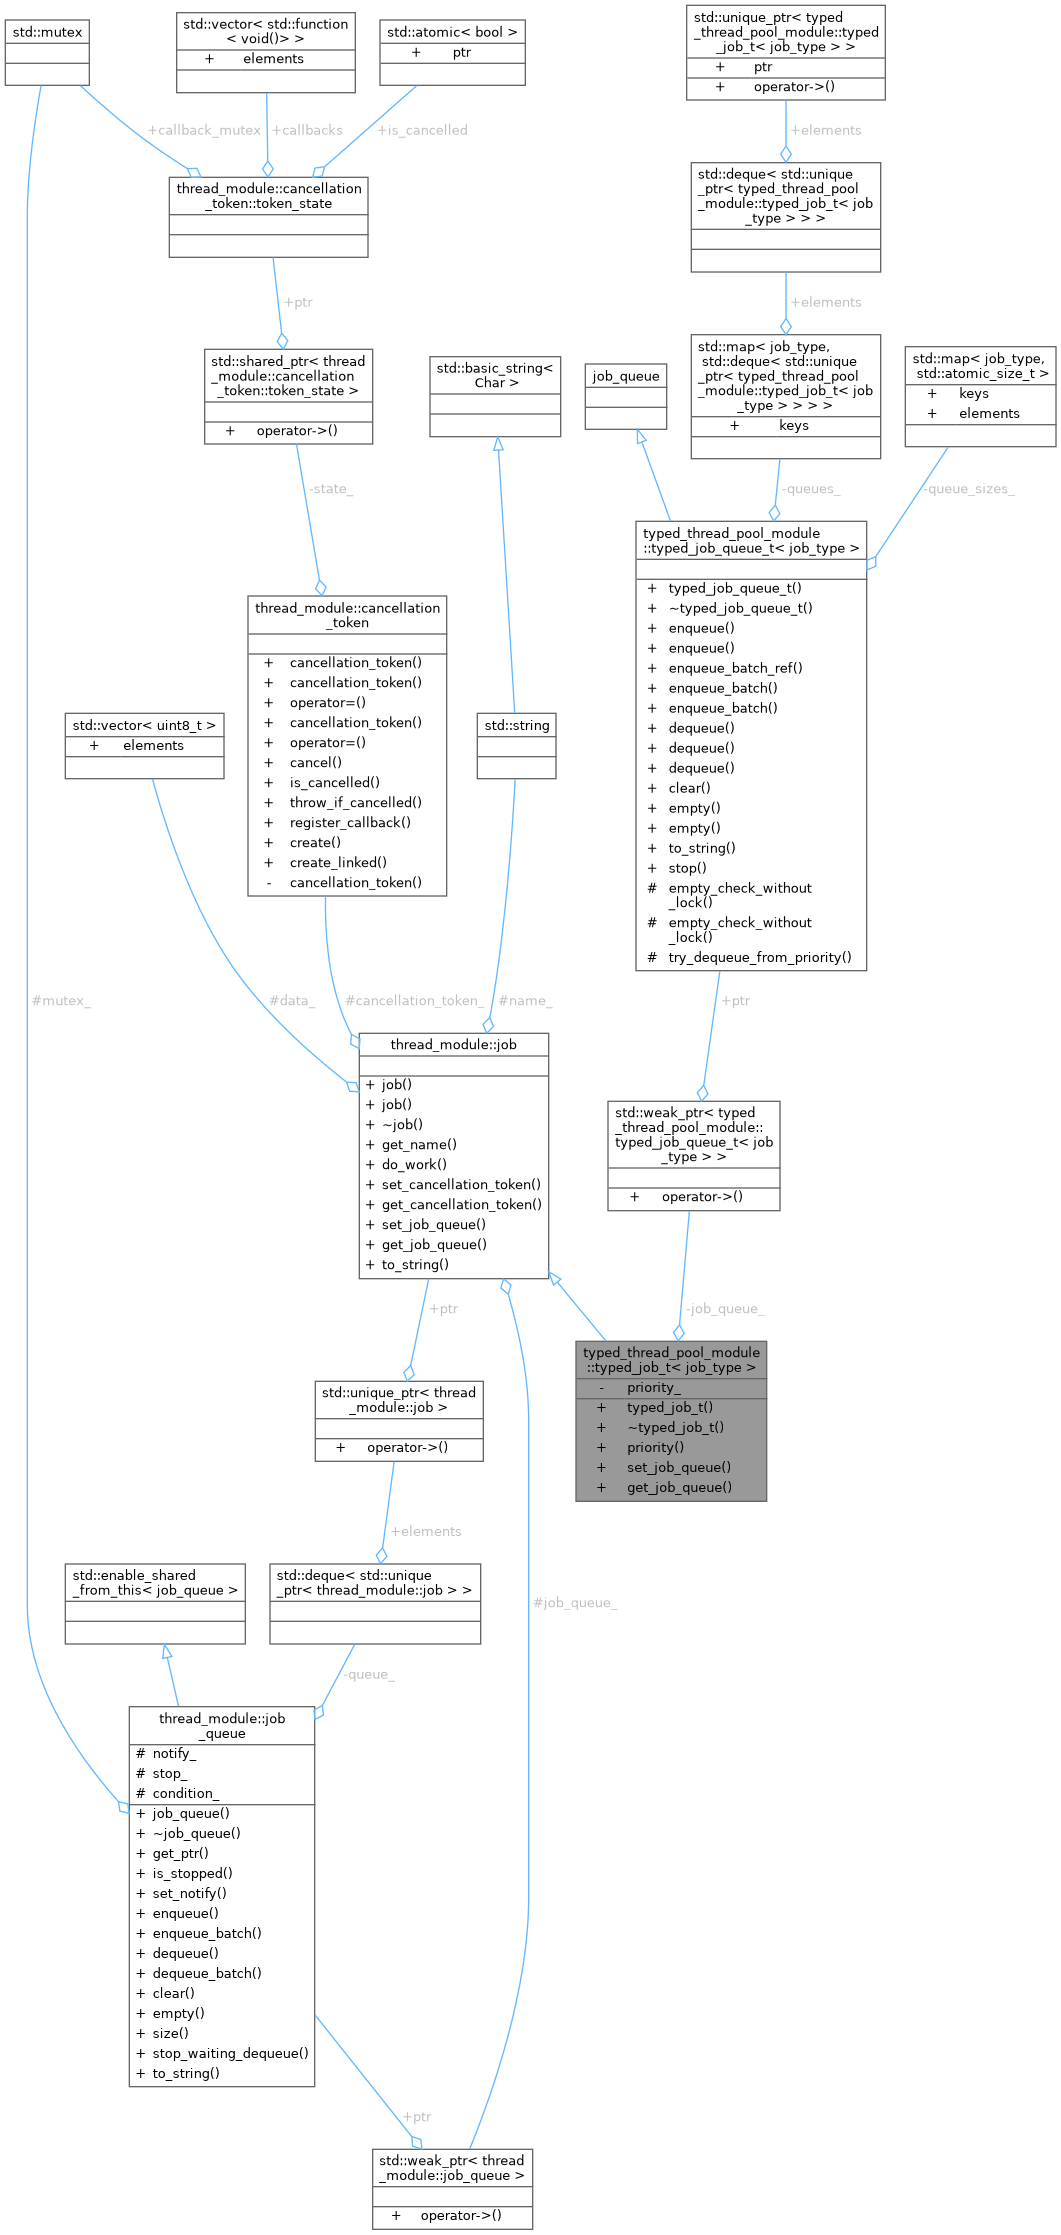 std::mutex
std::vector< std::function
< void()> >
+ elements
std::atomic< bool >
+ ptr
std::unique_ptr< typed
_thread_pool_module::typed
_job_t< job_type > >
+ ptr
+ operator->()
+callback_mutex
+callbacks
+is_cancelled
+elements
thread_module::cancellation
_token::token_state
std::deque< std::unique
_ptr< typed_thread_pool
_module::typed_job_t< job
_type > > >
+ptr
+elements
std::shared_ptr< thread
_module::cancellation
_token::token_state >
+ operator->()
std::basic_string<
Char >
job_queue
std::map< job_type,
std::deque< std::unique
_ptr< typed_thread_pool
_module::typed_job_t< job
_type > > > >
+ keys
std::map< job_type,
std::atomic_size_t >
+ keys
+ elements
-state_
-queues_
-queue_sizes_
typed_thread_pool_module
::typed_job_queue_t< job_type >
+ typed_job_queue_t()
+ ~typed_job_queue_t()
+ enqueue()
+ enqueue()
+ enqueue_batch_ref()
+ enqueue_batch()
+ enqueue_batch()
+ dequeue()
+ dequeue()
+ dequeue()
+ clear()
+ empty()
+ empty()
+ to_string()
+ stop()
# empty_check_without
_lock()
# empty_check_without
_lock()
# try_dequeue_from_priority()
thread_module::cancellation
_token
+ cancellation_token()
+ cancellation_token()
+ operator=()
+ cancellation_token()
+ operator=()
+ cancel()
+ is_cancelled()
+ throw_if_cancelled()
+ register_callback()
+ create()
+ create_linked()
- cancellation_token()
std::vector< uint8_t >
+ elements
std::string
#mutex_
#data_
#cancellation_token_
#name_
+ptr
thread_module::job
+ job()
+ job()
+ ~job()
+ get_name()
+ do_work()
+ set_cancellation_token()
+ get_cancellation_token()
+ set_job_queue()
+ get_job_queue()
+ to_string()
std::weak_ptr< typed
_thread_pool_module::
typed_job_queue_t< job
_type > >
+ operator->()
+ptr
-job_queue_
typed_thread_pool_module
::typed_job_t< job_type >
- priority_
+ typed_job_t()
+ ~typed_job_t()
+ priority()
+ set_job_queue()
+ get_job_queue()
std::unique_ptr< thread
_module::job >
+ operator->()
+elements
std::enable_shared
_from_this< job_queue >
std::deque< std::unique
_ptr< thread_module::job > >
#job_queue_
-queue_
thread_module::job
_queue
# notify_
# stop_
# condition_
+ job_queue()
+ ~job_queue()
+ get_ptr()
+ is_stopped()
+ set_notify()
+ enqueue()
+ enqueue_batch()
+ dequeue()
+ dequeue_batch()
+ clear()
+ empty()
+ size()
+ stop_waiting_dequeue()
+ to_string()
+ptr
std::weak_ptr< thread
_module::job_queue >
+ operator->()